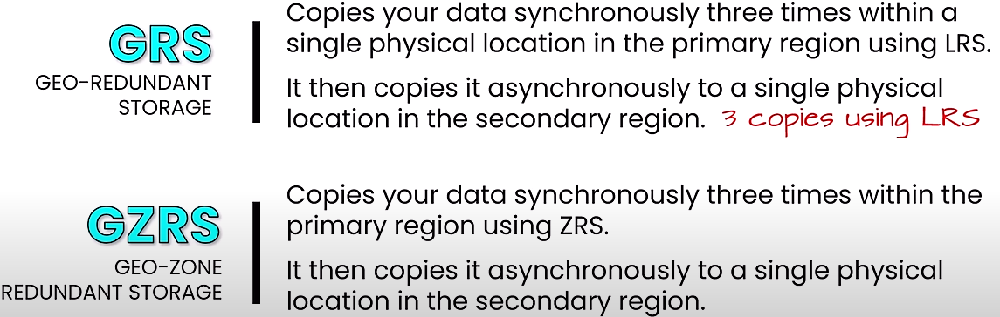 GRS
GEO-REDUNDANT
STORAGE
Copies your data synchronously three times within a
single physical location in the primary region using LRS.
It then copies it asynchronously to a single physical
location in the secondary region. 3 copies using LRS
GZRS
GEO-ZONE
REDUNDANT STORAGE
Copies your data synchronously three times within the
primary region using ZRS.
It then copies it asynchronously to a single physical
location in the secondary region.